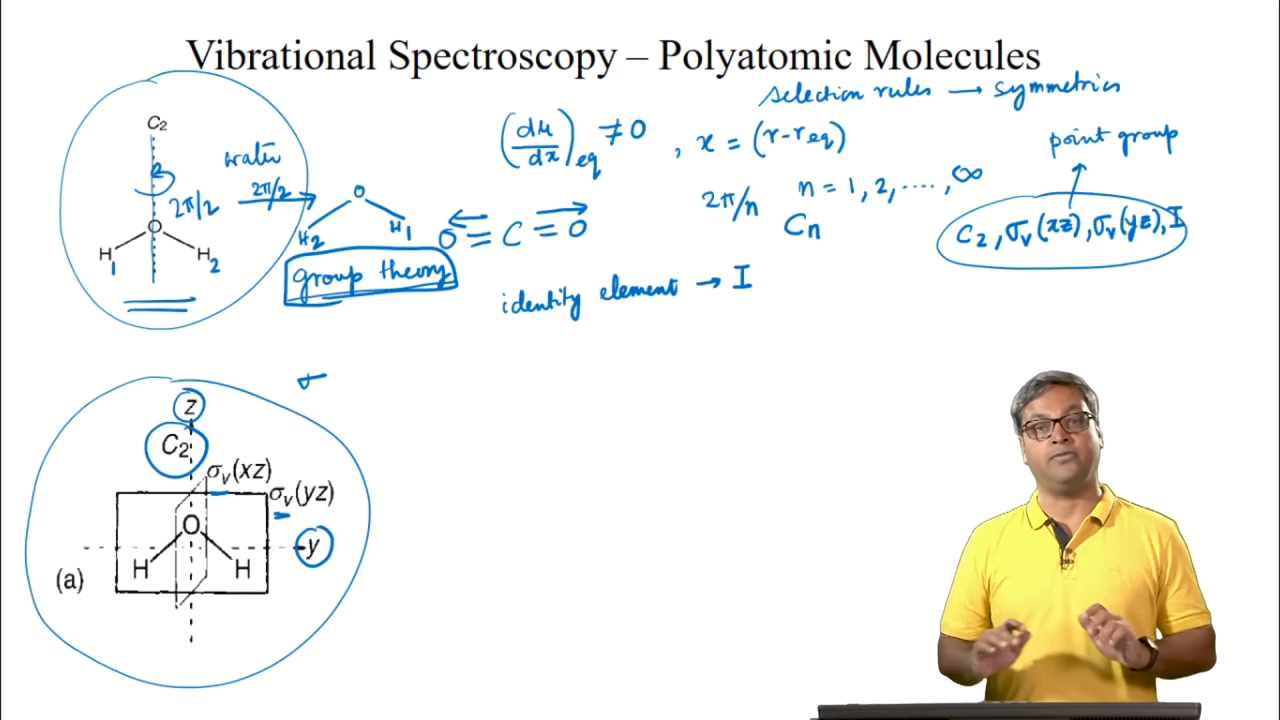 Vibrational Spectroscopy – Polyatomic Molecules
selection rules → symmetries
C₂
water
2π/2
2π/2
O
H 1
H 2
O
H₂
H₁
(dμ/dx)eq ≠ 0 , x = (r - req)
O = C = O
2π/n n = 1, 2, ...., ∞
Cn
point group
C₂, σv(xz), σv(yz), I
group theory
identity element → I
σ
z
C₂
σv(xz)
σv(yz)
O
y
H H
(a)